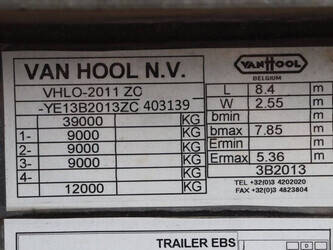 VAN HOOL N.V.
VHLO-2011 ZC
-YE13B2013ZC 403139-
39000 KG
1- 9000 KG
2- 9000 KG
3- 9000 KG
4- KG
12000 KG
VANHOOL
BELGIUM
L 8.4 m
W 2.55 m
bmin m
bmax 7.85 m
Ermin m
Ermax 5.36 m
3B2013
TEL +32(0)3 4202020
FAX +32(0)3 4823804
TRAILER EBS